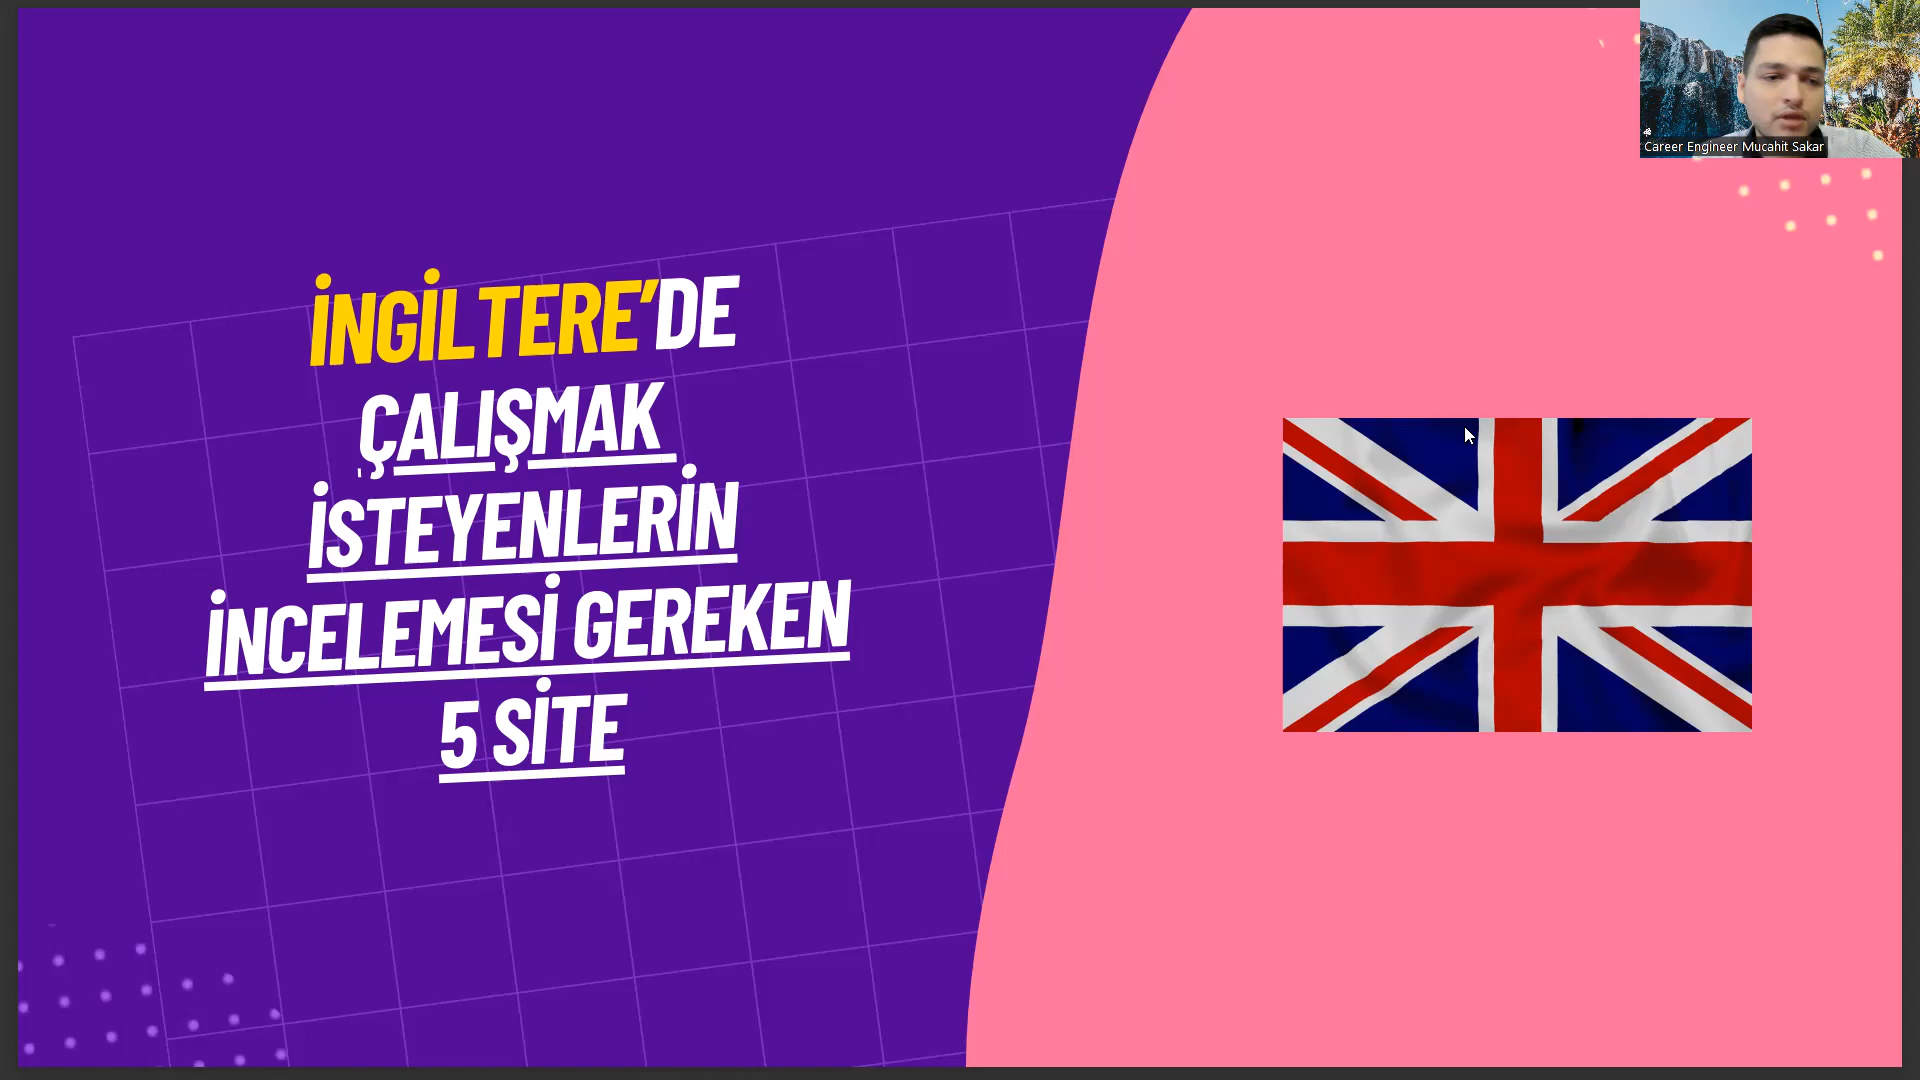 İNGİLTERE’DE
ÇALIŞMAK
İSTEYENLERİN
İNCELEMESİ GEREKEN
5 SİTE
Career Engineer Mucahit Sakar